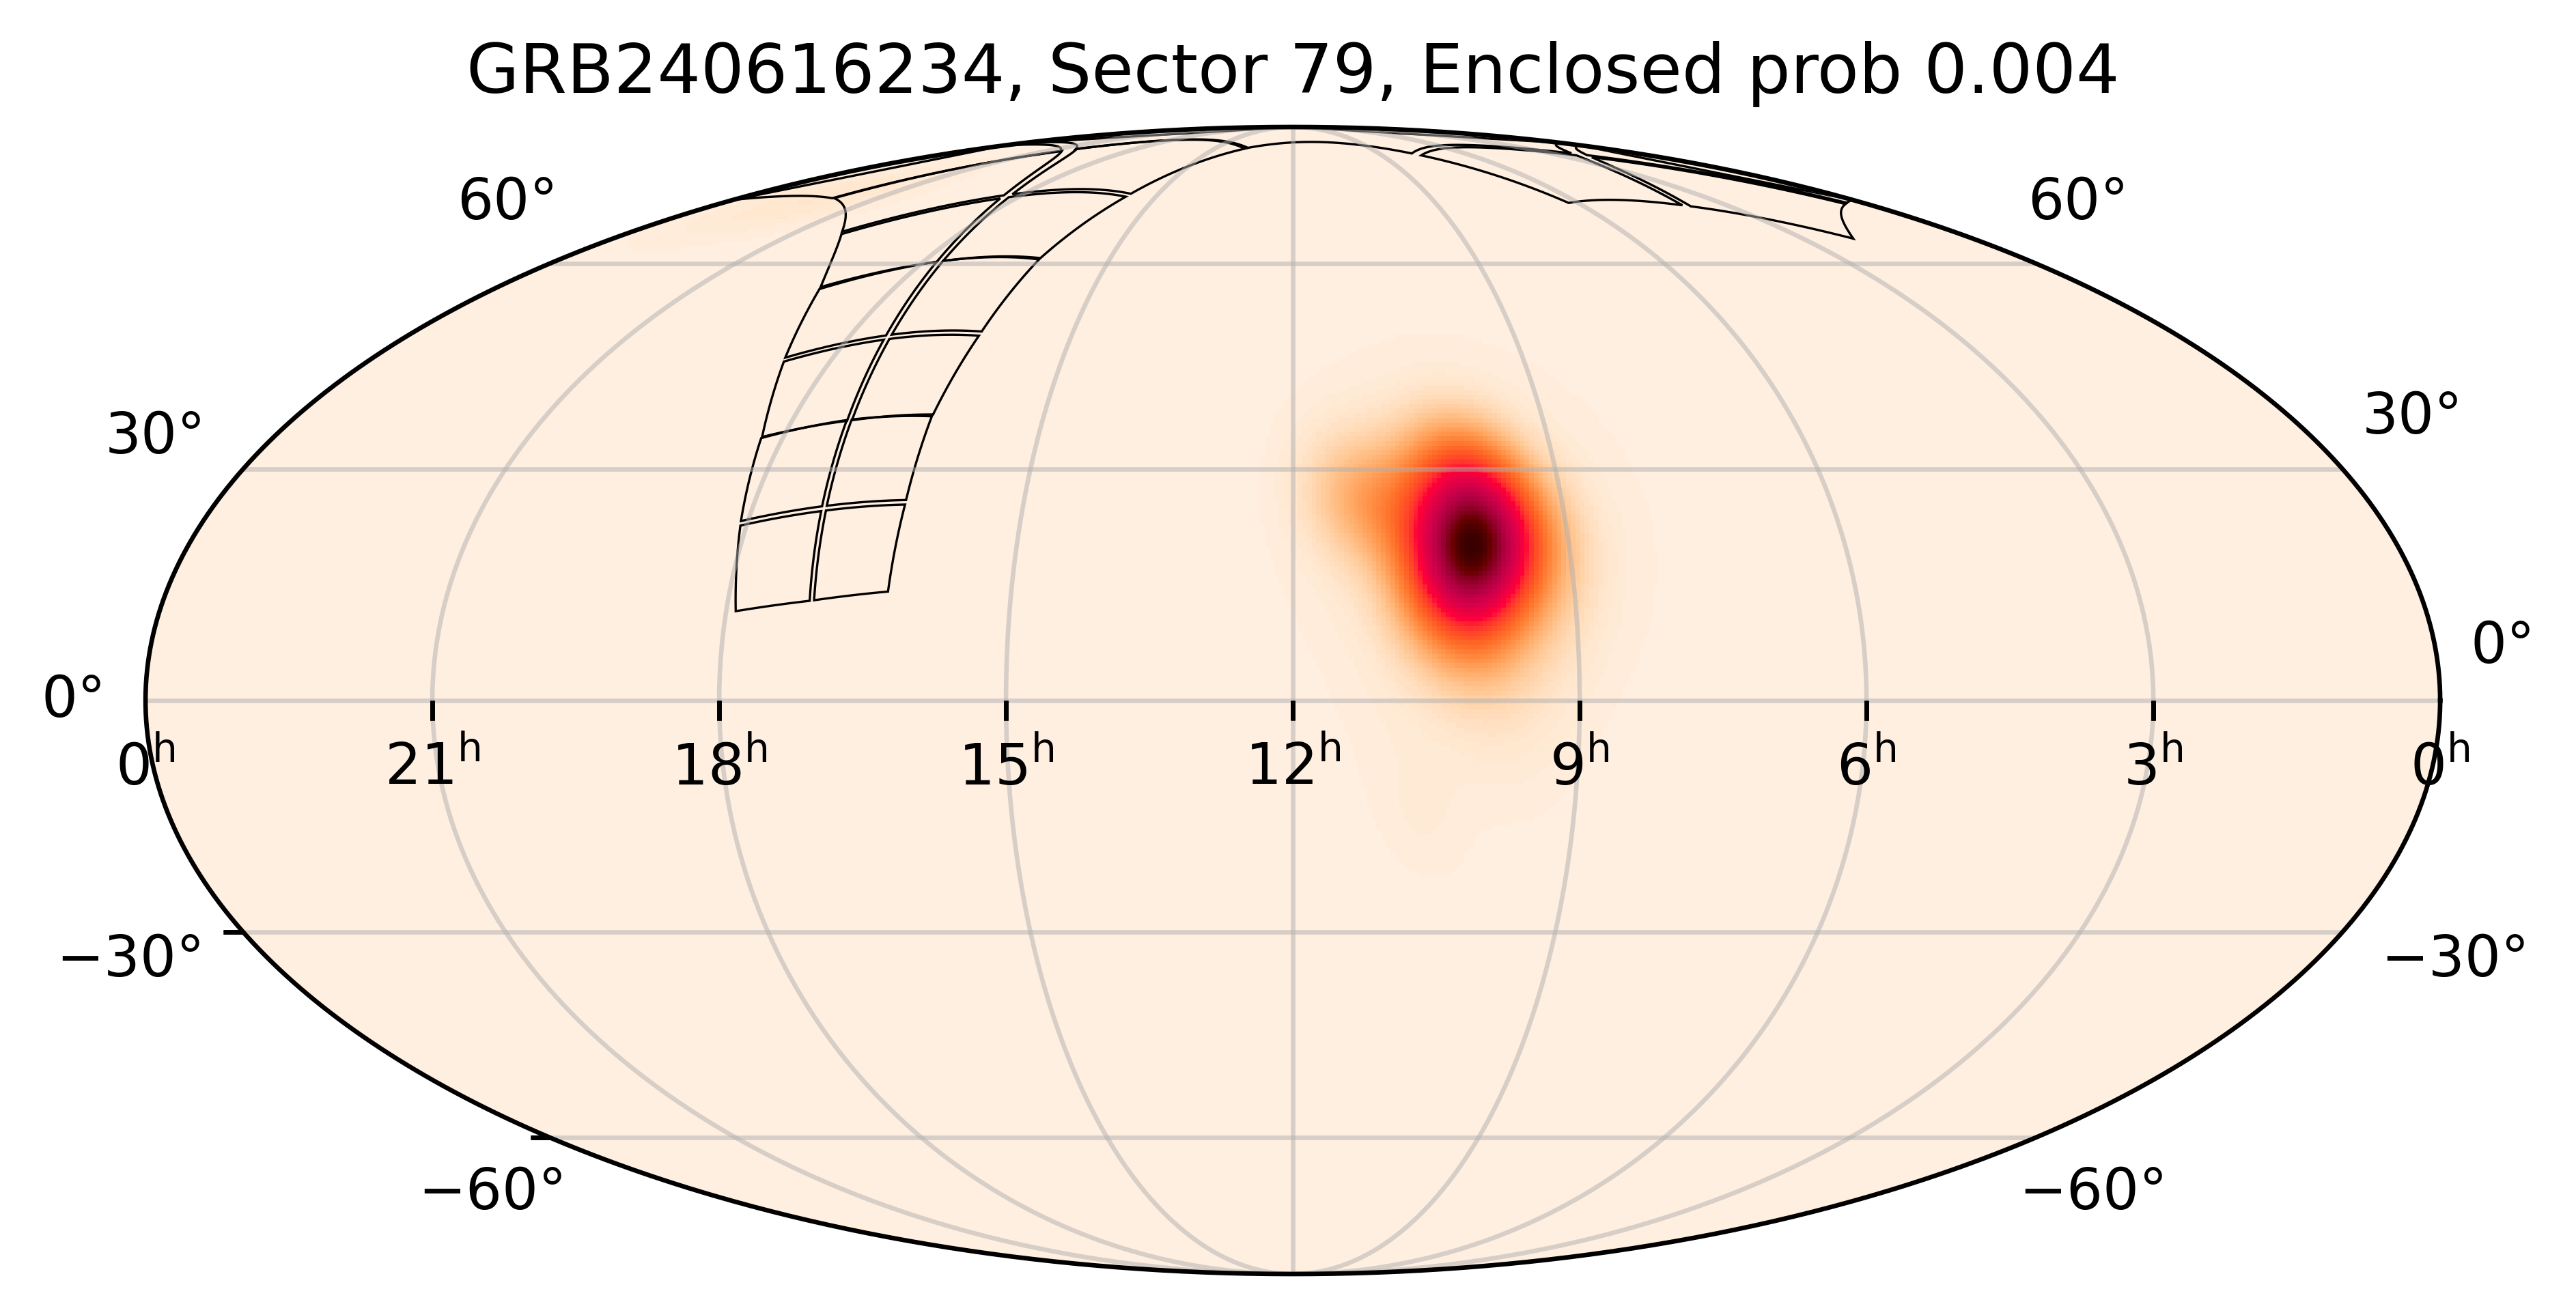 GRB240616234, Sector 79, Enclosed prob 0.004
60° 60°
30° 30°
0° 0°
0ʰ 21ʰ 18ʰ 15ʰ 12ʰ 9ʰ 6ʰ 3ʰ 0ʰ
−30° −30°
−60° −60°